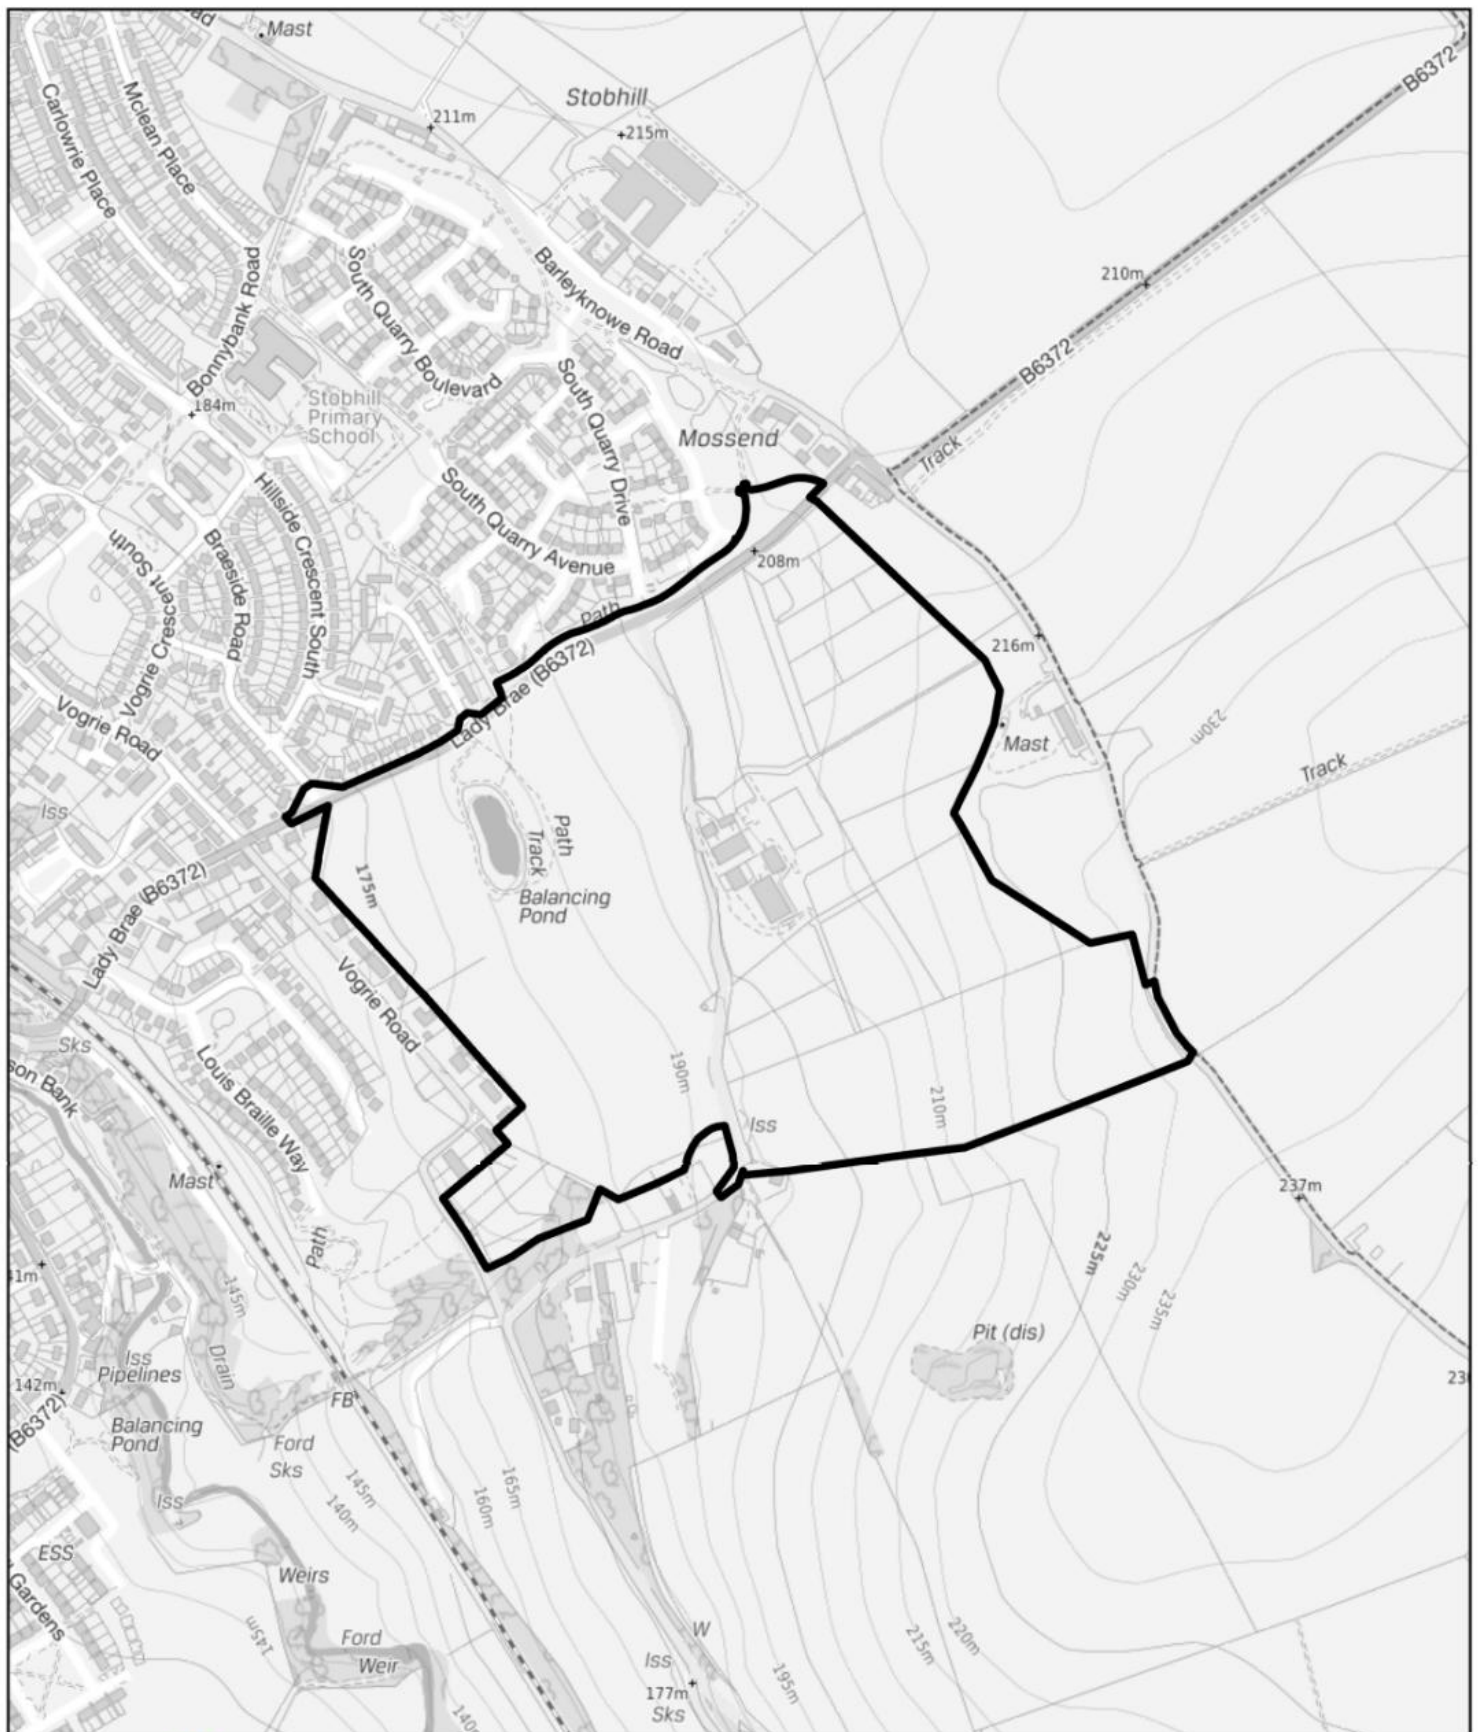 Mast
B6372
Stobhill
211m
215m
Carlowrie Place
Mclean Place
Barleyknowe Road
South Quarry Boulevard
Bonnybank Road
210m
B6372
184m
Stobhill
Primary
School
South Quarry Drive
Mossend
Track
Hillside Crescent South
South Quarry Avenue
Braeside Road
Vogrie Crescent South
208m
Path
216m
Lady Brae (B6372)
Vogrie Road
Mast
230m
Track
Iss
175m
Path
Track
Balancing
Pond
Lady Brae (B6372)
Vogrie Road
Sks
son Bank
Louis Braille Way
190m
210m
Iss
Mast
237m
Path
225m
230m
235m
41m
145m
Pit (dis)
Iss
Pipelines
Drain
142m
FB
230
(B6372)
Balancing
Pond
Ford
Sks
145m
140m
165m
160m
Iss
ESS
Weirs
Gardens
145m
Ford
Weir
W
Iss
177m
Sks
195m
215m
220m